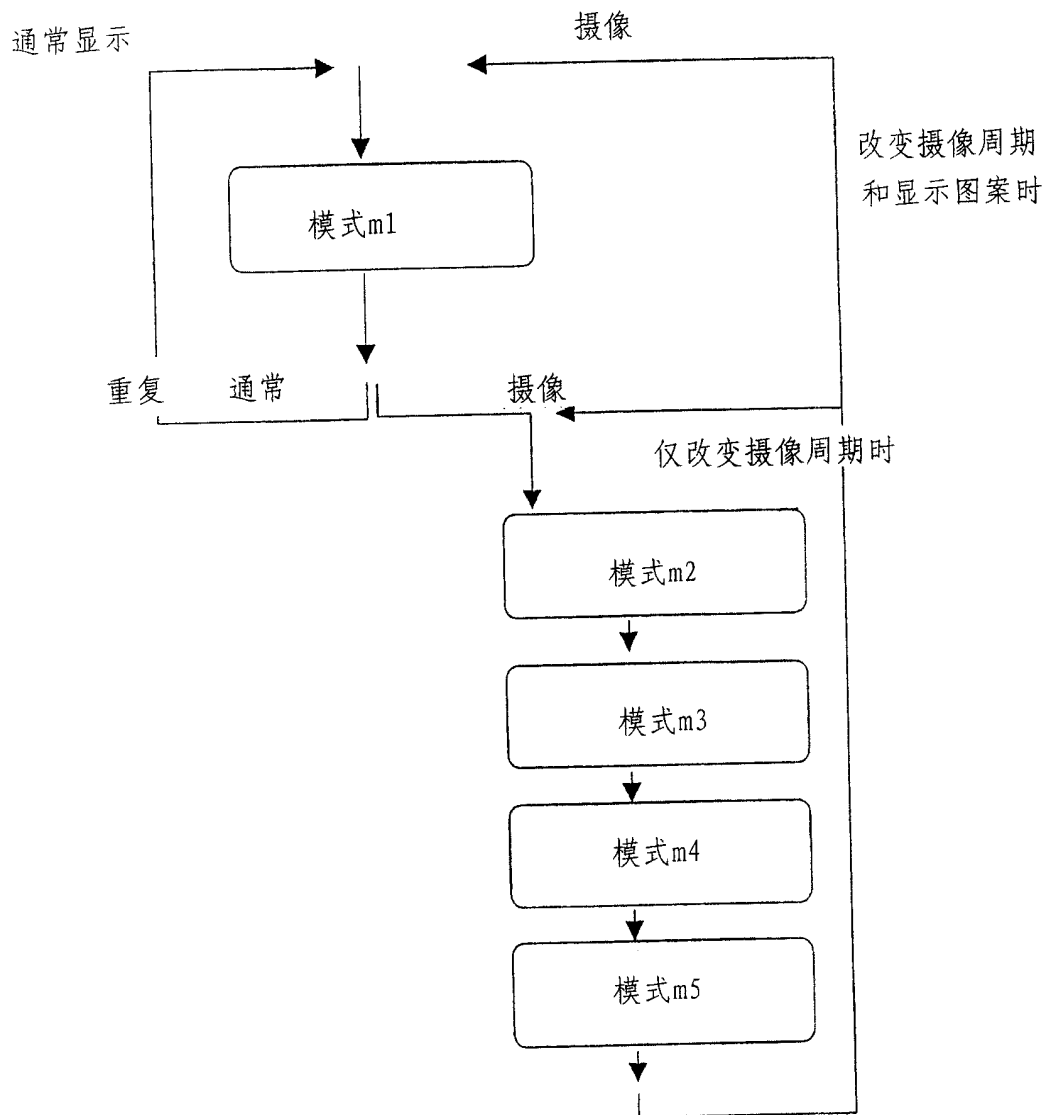 通常显示
摄像
改变摄像周期
和显示图案时
模式m1
重复
通常
摄像
仅改变摄像周期时
模式m2
模式m3
模式m4
模式m5